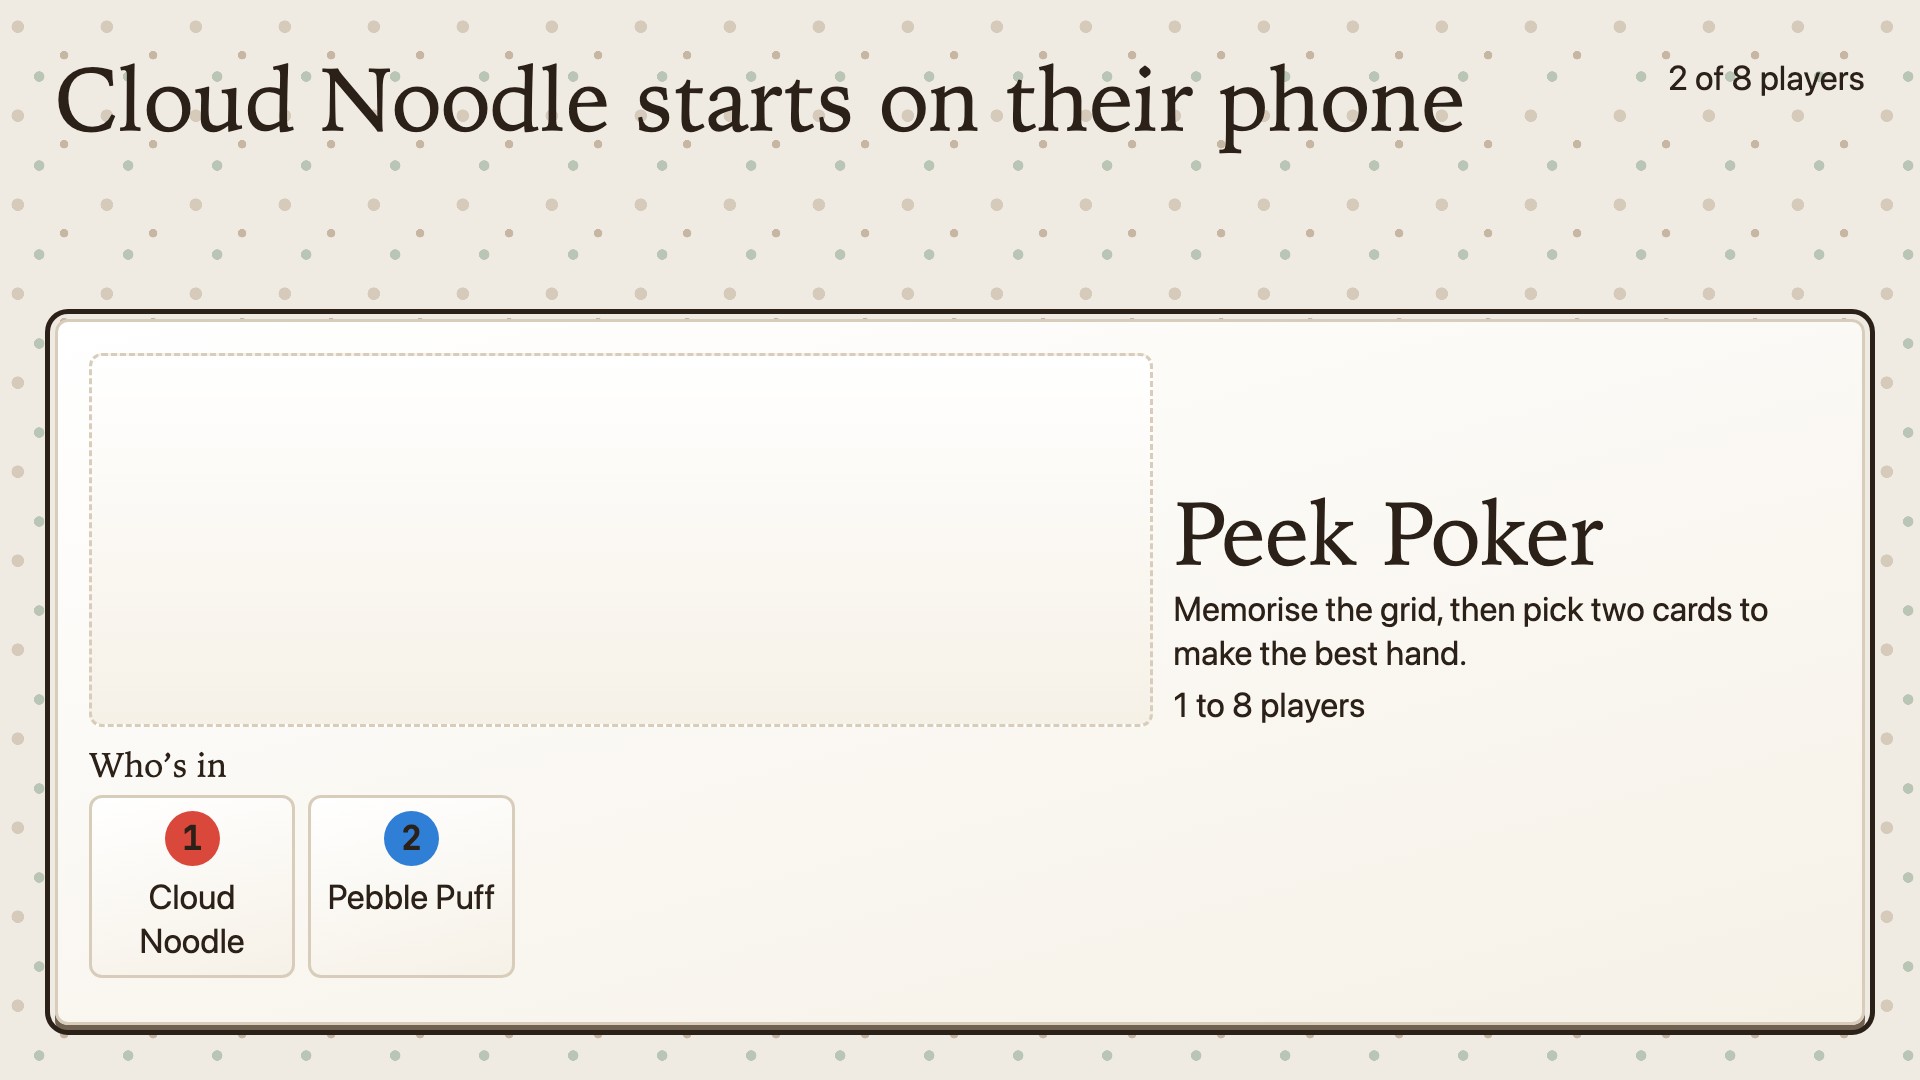 Cloud Noodle starts on their phone
2 of 8 players
Peek Poker
Memorise the grid, then pick two cards to
make the best hand.
1 to 8 players
Who’s in
1
Cloud
Noodle
2
Pebble Puff